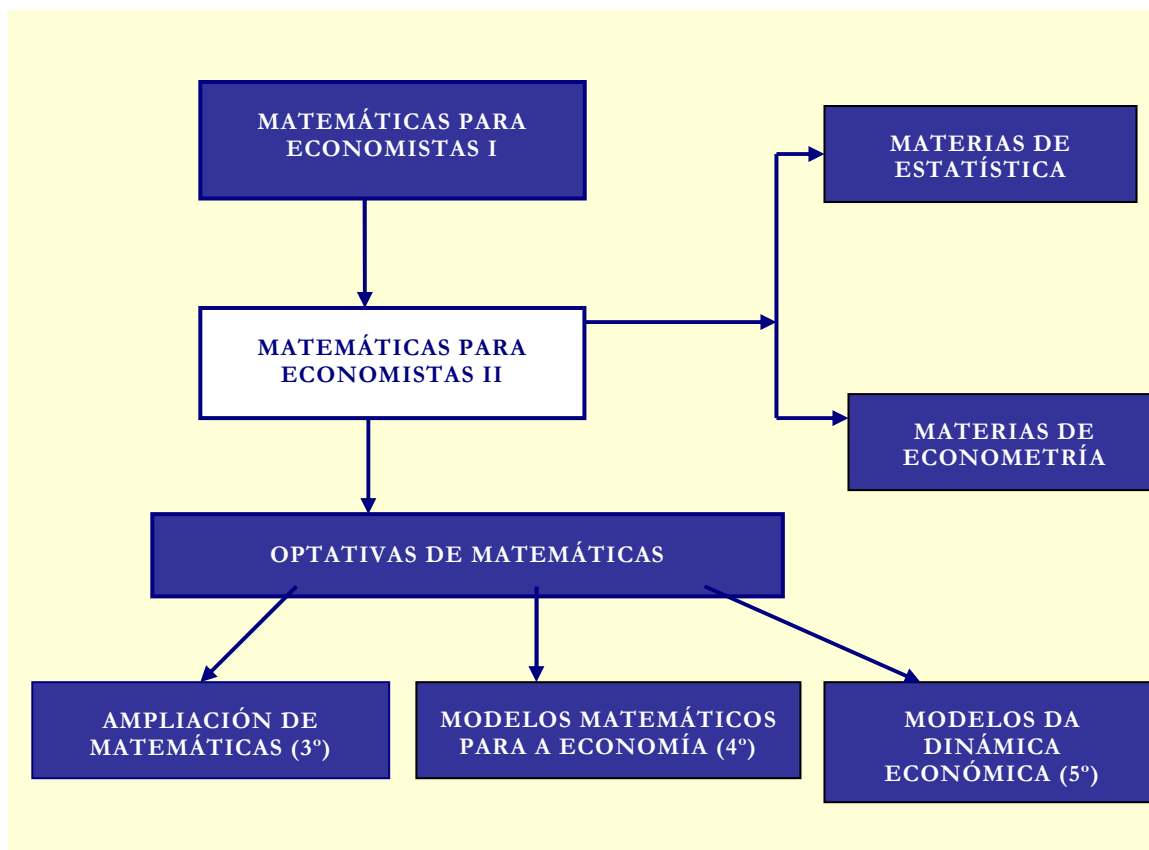 MATEMÁTICAS PARA
ECONOMISTAS I
MATERIAS DE
ESTATÍSTICA
MATEMÁTICAS PARA
ECONOMISTAS II
MATERIAS DE
ECONOMETRÍA
OPTATIVAS DE MATEMÁTICAS
AMPLIACIÓN DE
MATEMÁTICAS (3º)
MODELOS MATEMÁTICOS
PARA A ECONOMÍA (4º)
MODELOS DA
DINÁMICA
ECONÓMICA (5º)